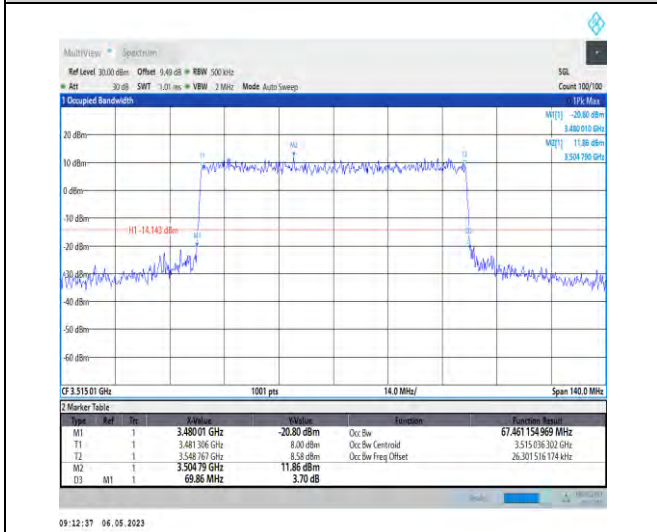 MultiView Spectrum
Ref Level 30.00 dBm Offset 9.49 dB RBW 500 kHz SGL
Att 30 dB SWT 1.01 ms VBW 2 MHz Mode Auto Sweep Count 100/100
1 Occupied Bandwidth 1Pk Max
M1[1] -20.80 dBm
3.480 010 GHz
M2[1] 11.86 dBm
3.504 790 GHz
20 dBm
10 dBm
0 dBm
-10 dBm
H1 -14.143 dBm
-20 dBm
-30 dBm
-40 dBm
-50 dBm
-60 dBm
M2
T1
T2
M1
D3
CF 3.515 01 GHz 1001 pts 14.0 MHz/ Span 140.0 MHz
2 Marker Table
Type Ref Trc X-Value Y-Value Function Function Result
M1 1 3.480 01 GHz -20.80 dBm Occ Bw 67.461 154 969 MHz
T1 1 3.481 306 GHz 8.00 dBm Occ Bw Centroid 3.515 036 302 GHz
T2 1 3.548 767 GHz 8.58 dBm Occ Bw Freq Offset 26.301 516 174 kHz
M2 1 3.504 79 GHz 11.86 dBm
D3 M1 1 69.86 MHz 3.70 dB
09:12:37 06.05.2023